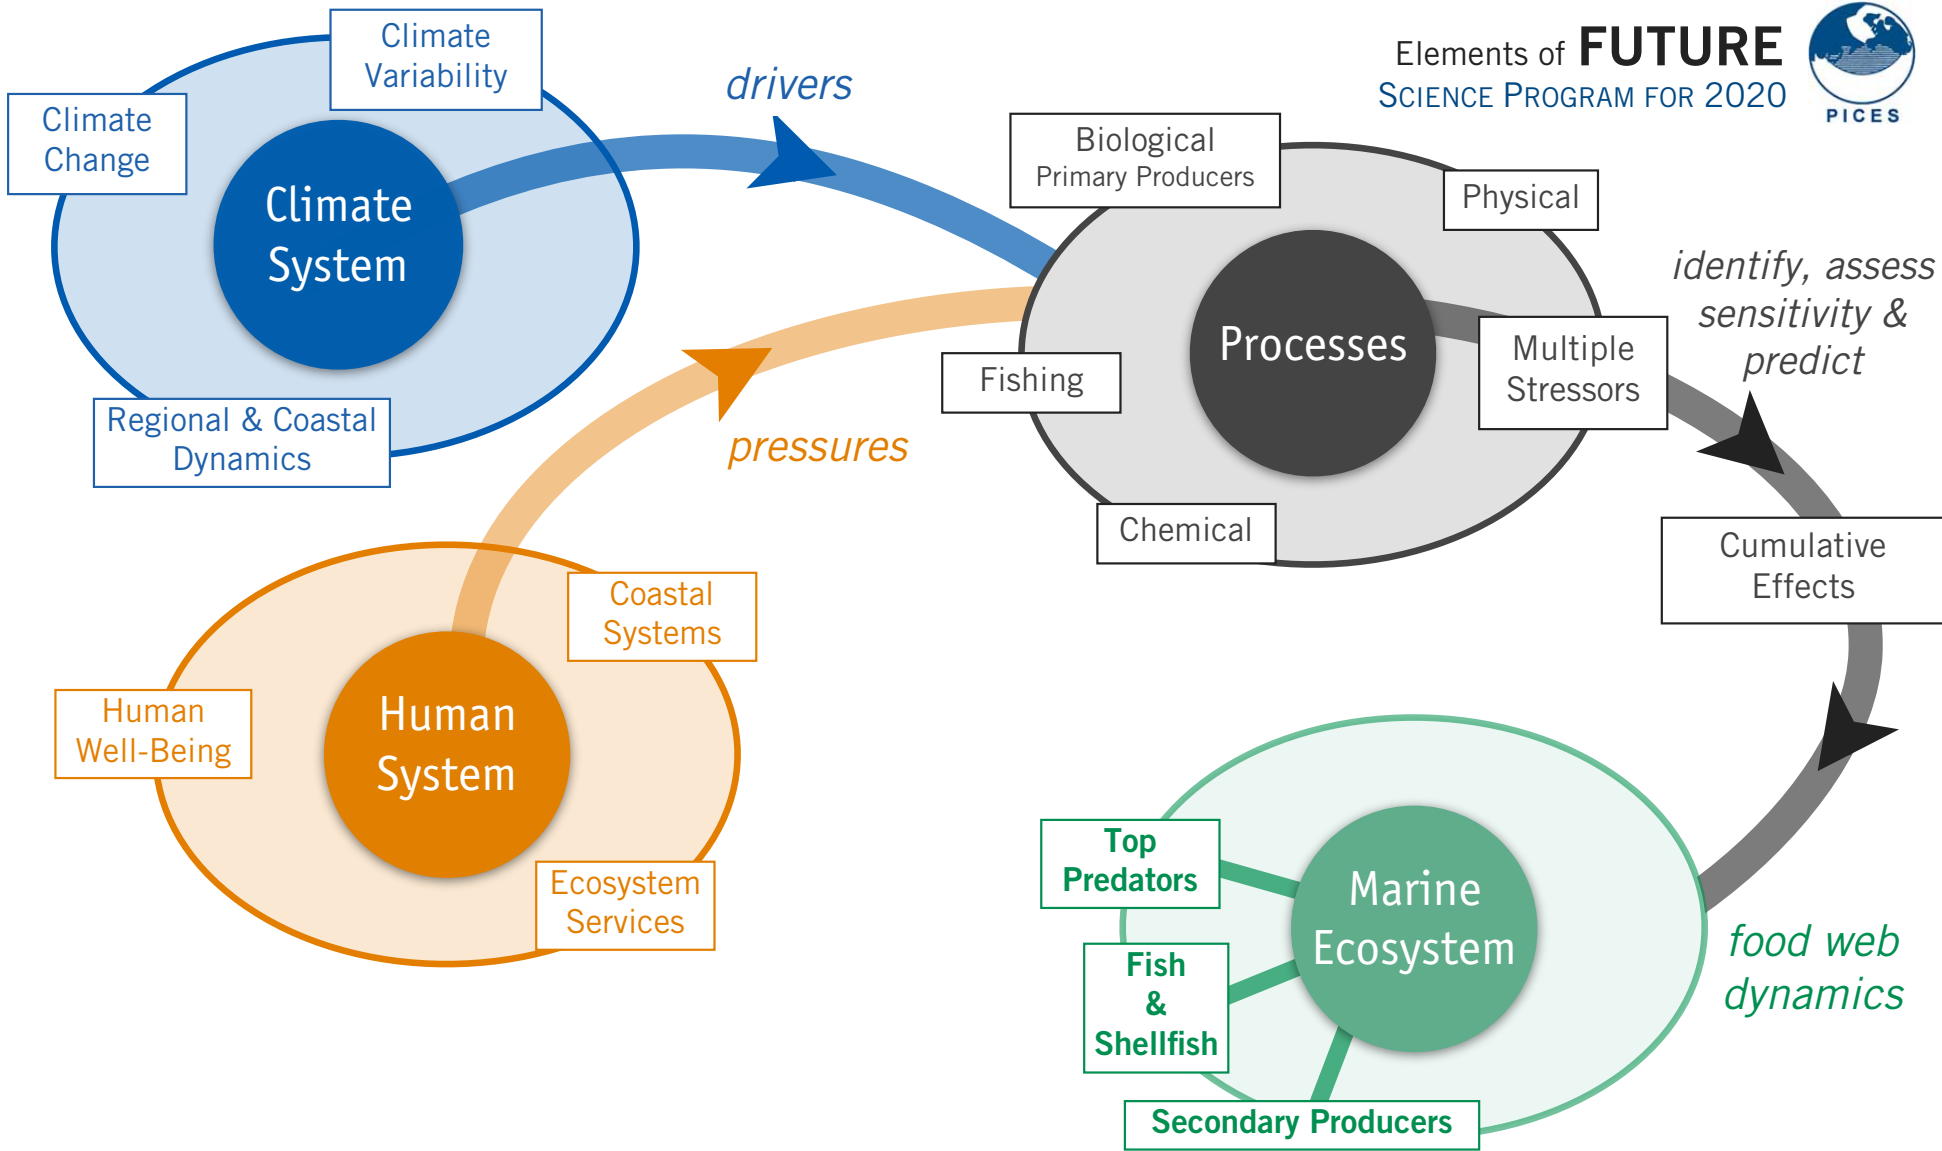 Elements of FUTURE
SCIENCE PROGRAM FOR 2020
PICES
Climate
Variability
Climate
Change
Climate
System
Regional & Coastal
Dynamics
drivers
pressures
Biological
Primary Producers
Physical
Processes
Fishing
Multiple
Stressors
Chemical
identify, assess
sensitivity &
predict
Cumulative
Effects
Coastal
Systems
Human
Well-Being
Human
System
Ecosystem
Services
Top
Predators
Marine
Ecosystem
Fish
&
Shellfish
Secondary Producers
food web
dynamics